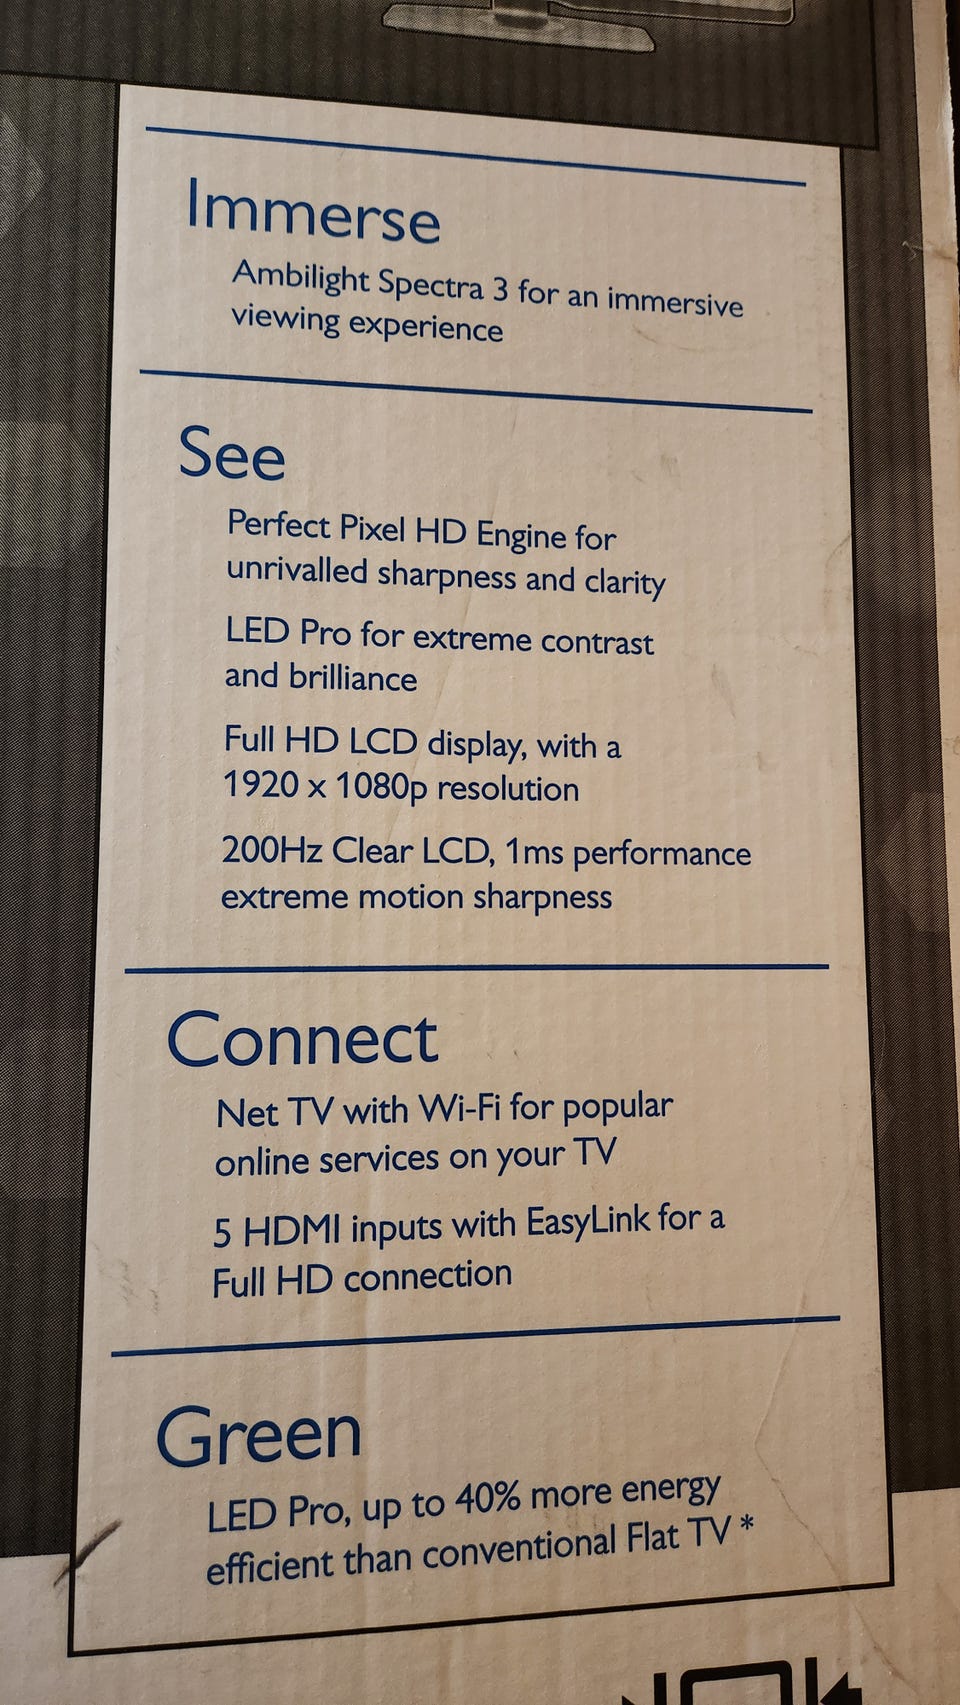 Immerse
Ambilight Spectra 3 for an immersive
viewing experience
See
Perfect Pixel HD Engine for
unrivalled sharpness and clarity
LED Pro for extreme contrast
and brilliance
Full HD LCD display, with a
1920 x 1080p resolution
200Hz Clear LCD, 1ms performance
extreme motion sharpness
Connect
Net TV with Wi-Fi for popular
online services on your TV
5 HDMI inputs with EasyLink for a
Full HD connection
Green
LED Pro, up to 40% more energy
efficient than conventional Flat TV *